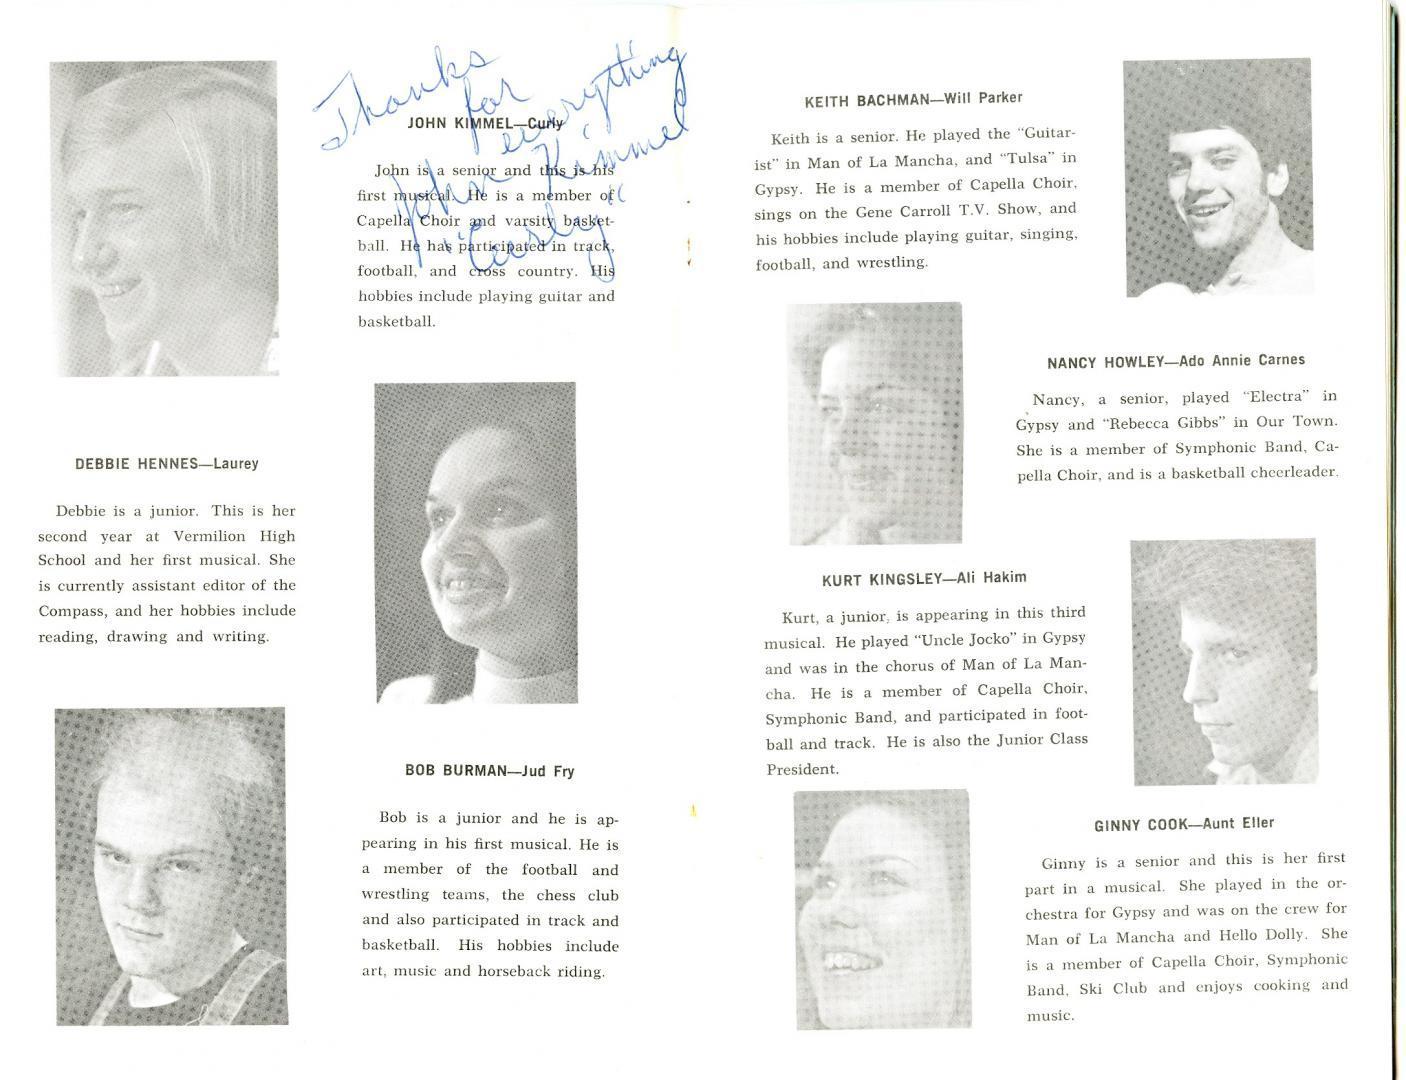 Thanks
for
everything
John Kimmel
"Curly"
JOHN KIMMEL—Curly
John is a senior and this is his
first musical. He is a member of
Capella Choir and varsity basket-
ball. He has participated in track,
football, and cross country. His
hobbies include playing guitar and
basketball.
DEBBIE HENNES—Laurey
Debbie is a junior. This is her
second year at Vermilion High
School and her first musical. She
is currently assistant editor of the
Compass, and her hobbies include
reading, drawing and writing.
BOB BURMAN—Jud Fry
Bob is a junior and he is ap-
pearing in his first musical. He is
a member of the football and
wrestling teams, the chess club
and also participated in track and
basketball. His hobbies include
art, music and horseback riding.
KEITH BACHMAN—Will Parker
Keith is a senior. He played the "Guitar-
ist" in Man of La Mancha, and "Tulsa" in
Gypsy. He is a member of Capella Choir,
sings on the Gene Carroll T.V. Show, and
his hobbies include playing guitar, singing,
football, and wrestling.
NANCY HOWLEY—Ado Annie Carnes
Nancy, a senior, played "Electra" in
Gypsy and "Rebecca Gibbs" in Our Town.
She is a member of Symphonic Band, Ca-
pella Choir, and is a basketball cheerleader.
KURT KINGSLEY—Ali Hakim
Kurt, a junior, is appearing in this third
musical. He played "Uncle Jocko" in Gypsy
and was in the chorus of Man of La Man-
cha. He is a member of Capella Choir,
Symphonic Band, and participated in foot-
ball and track. He is also the Junior Class
President.
GINNY COOK—Aunt Eller
Ginny is a senior and this is her first
part in a musical. She played in the or-
chestra for Gypsy and was on the crew for
Man of La Mancha and Hello Dolly. She
is a member of Capella Choir, Symphonic
Band, Ski Club and enjoys cooking and
music.